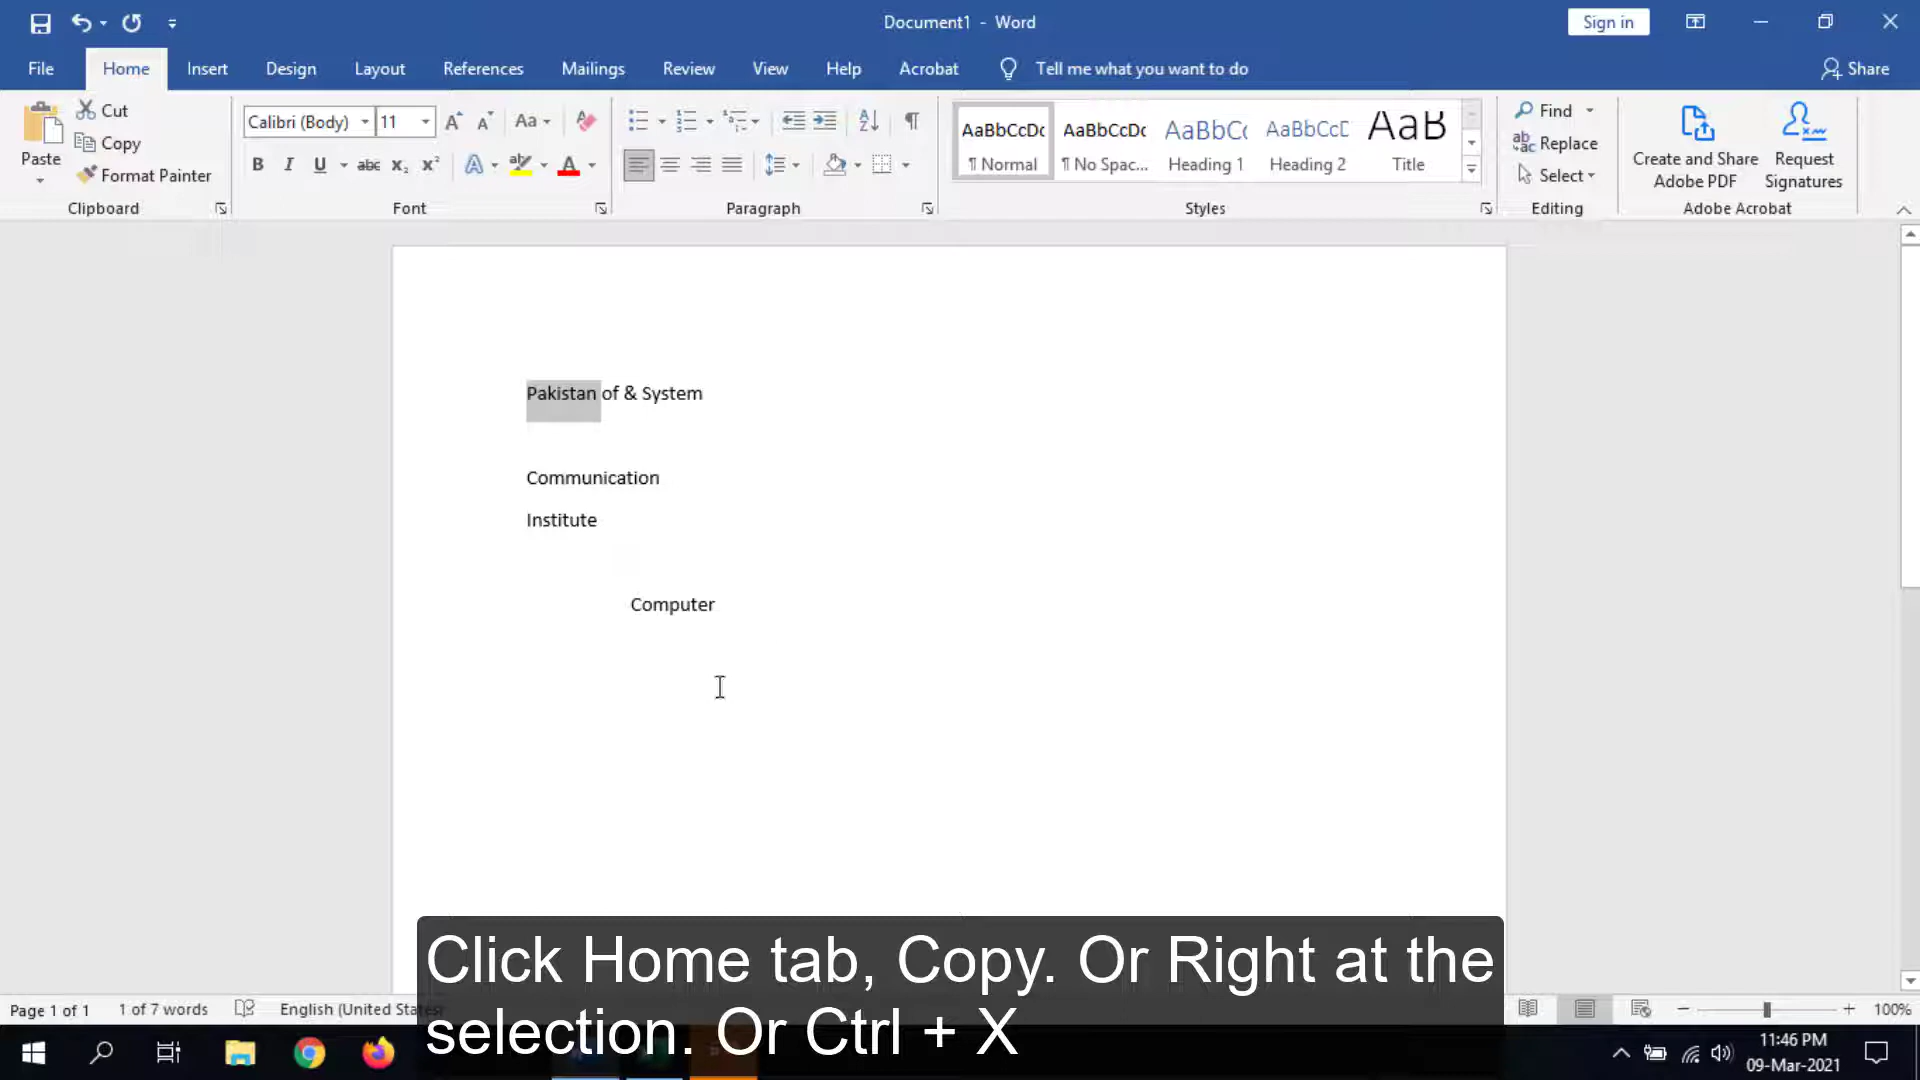 Document1 - Word
Sign in
File Home Insert Design Layout References Mailings Review View Help Acrobat Tell me what you want to do Share
Paste
Cut
Copy
Format Painter
Clipboard
Calibri (Body) 11 Aa
B I U abc x₂ x² A A
Font
Paragraph
AaBbCcDc AaBbCcDc AaBbCc AaBbCcD AaB
¶ Normal ¶ No Spac... Heading 1 Heading 2 Title
Styles
Find
Replace
Select
Editing
Create and Share
Adobe PDF
Request
Signatures
Adobe Acrobat
Pakistan of & System
Communication
Institute
Computer
Click Home tab, Copy. Or Right at the
selection. Or Ctrl + X
Page 1 of 1 1 of 7 words English (United States
100%
11:46 PM
09-Mar-2021